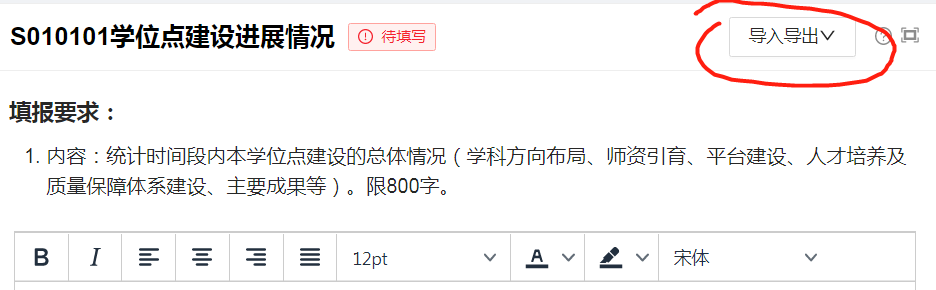 S010101学位点建设进展情况 待填写 导入导出
填报要求：
1. 内容：统计时间段内本学位点建设的总体情况（学科方向布局、师资引育、平台建设、人才培养及
质量保障体系建设、主要成果等）。限800字。
B I 12pt A 宋体